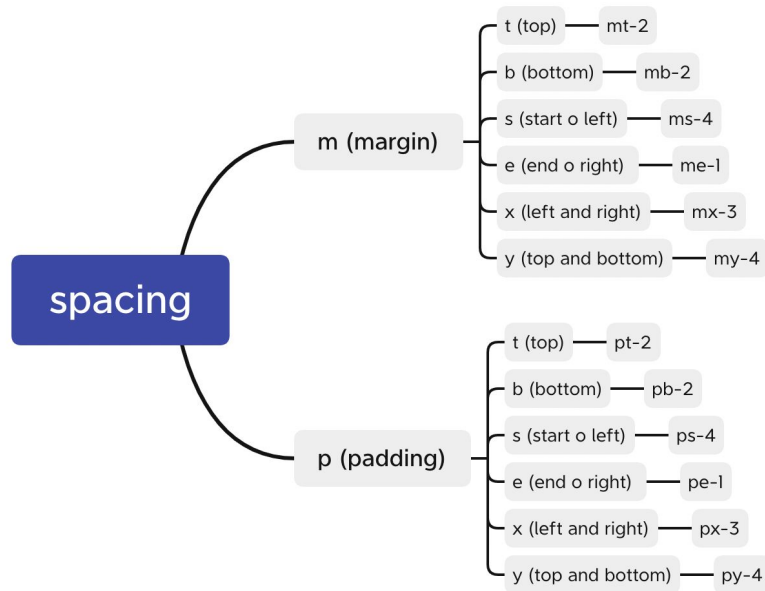 spacing
m (margin)
t (top) mt-2
b (bottom) mb-2
s (start o left) ms-4
e (end o right) me-1
x (left and right) mx-3
y (top and bottom) my-4
p (padding)
t (top) pt-2
b (bottom) pb-2
s (start o left) ps-4
e (end o right) pe-1
x (left and right) px-3
y (top and bottom) py-4